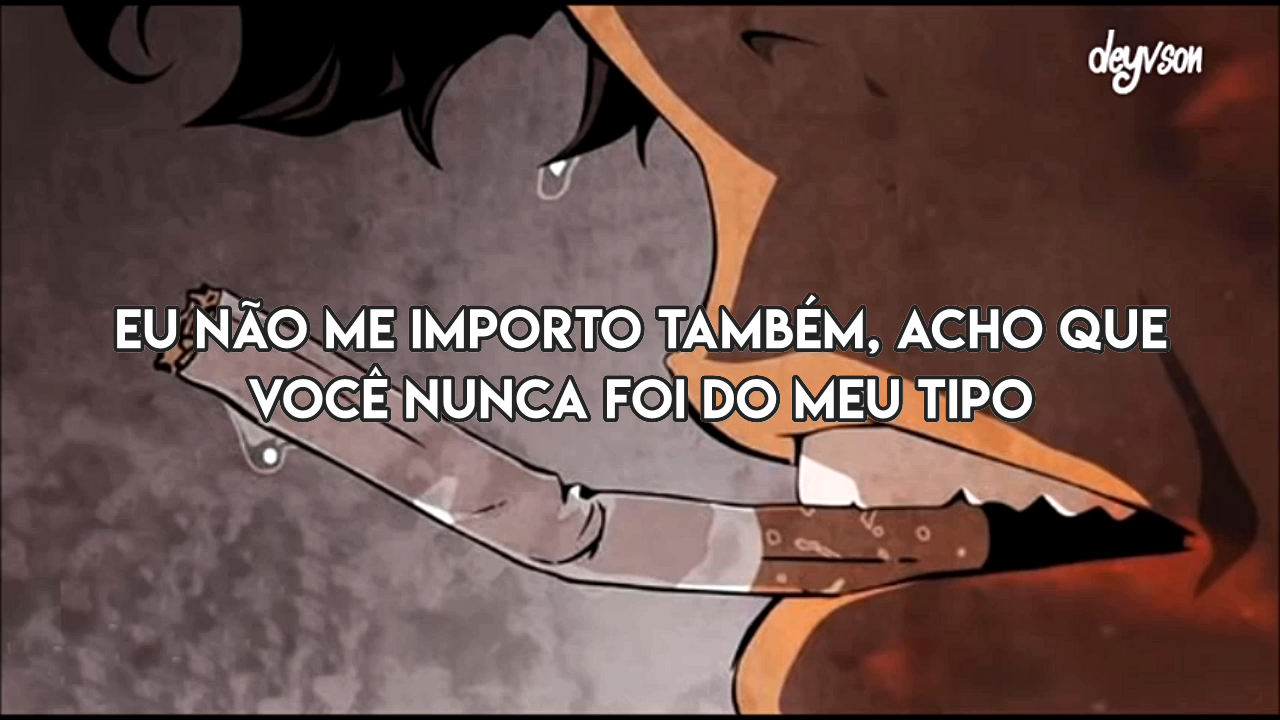 deyvson
EU NÃO ME IMPORTO TAMBÉM, ACHO QUE
VOCÊ NUNCA FOI DO MEU TIPO